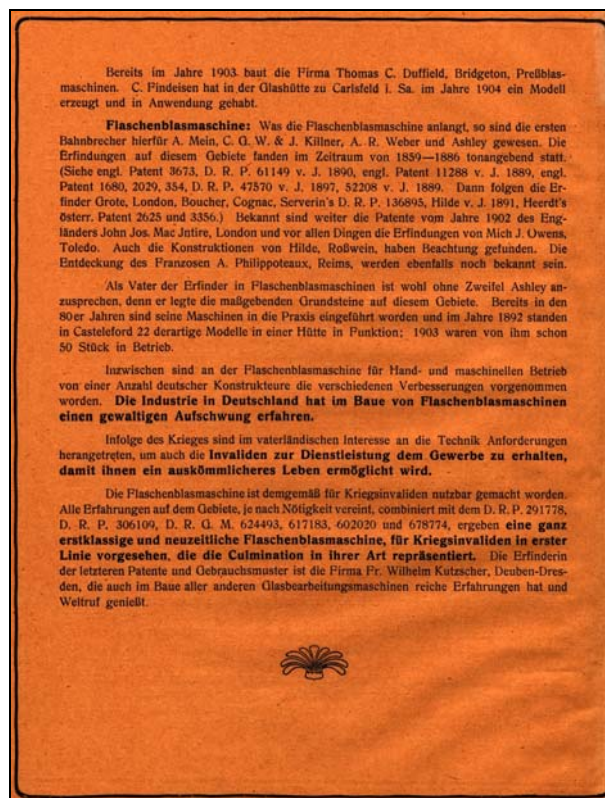 Bereits im Jahre 1903 baut die Firma Thomas C. Duffield, Bridgeton, Preßblas-
maschinen. C. Findeisen hat in der Glashütte zu Carlsfeld i. Sa. im Jahre 1904 ein Modell
erzeugt und in Anwendung gehabt.
Flaschenblasmaschine: Was die Flaschenblasmaschine anlangt, so sind die ersten
Bahnbrecher hierfür A. Mein, C. G. W. & J. Killner, A. R. Weber und Ashley gewesen. Die
Erfindungen auf diesem Gebiete fanden im Zeitraum von 1859—1886 tonangebend statt.
(Siehe engl. Patent 3673, D. R. P. 61149 v. J. 1890, engl. Patent 11288 v. J. 1889, engl.
Patent 1680, 2029, 354, D. R. P. 47570 v. J. 1897, 52208 v. J. 1889. Dann folgen die Er-
finder Grote, London, Boucher, Cognac, Serverin's D. R. P. 136895, Hilde v. J. 1891, Heerdt's
österr. Patent 2625 und 3356.) Bekannt sind weiter die Patente vom Jahre 1902 des Eng-
länders John Jos. Mac Jntire, London und vor allen Dingen die Erfindungen von Mich J. Owens,
Toledo. Auch die Konstruktionen von Hilde, Roßwein, haben Beachtung gefunden. Die
Entdeckung des Franzosen A. Philippoteaux, Reims, werden ebenfalls noch bekannt sein.
Als Vater der Erfinder in Flaschenblasmaschinen ist wohl ohne Zweifel Ashley an-
zusprechen, denn er legte die maßgebenden Grundsteine auf diesem Gebiete. Bereits in den
80er Jahren sind seine Maschinen in die Praxis eingeführt worden und im Jahre 1892 standen
in Casteleford 22 derartige Modelle in einer Hütte in Funktion; 1903 waren von ihm schon
50 Stück in Betrieb.
Inzwischen sind an der Flaschenblasmaschine für Hand- und maschinellen Betrieb
von einer Anzahl deutscher Konstrukteure die verschiedenen Verbesserungen vorgenommen
worden. Die Industrie in Deutschland hat im Baue von Flaschenblasmaschinen
einen gewaltigen Aufschwung erfahren.
Infolge des Krieges sind im vaterländischen Interesse an die Technik Anforderungen
herangetreten, um auch die Invaliden zur Dienstleistung dem Gewerbe zu erhalten,
damit ihnen ein auskömmlicheres Leben ermöglicht wird.
Die Flaschenblasmaschine ist demgemäß für Kriegsinvaliden nutzbar gemacht worden.
Alle Erfahrungen auf dem Gebiete, je nach Nötigkeit vereint, combiniert mit dem D. R. P. 291778,
D. R. P. 306109, D. R. G. M. 624493, 617183, 602020 und 678774, ergeben eine ganz
erstklassige und neuzeitliche Flaschenblasmaschine, für Kriegsinvaliden in erster
Linie vorgesehen, die die Culmination in ihrer Art repräsentiert. Die Erfinderin
der letzteren Patente und Gebrauchsmuster ist die Firma Fr. Wilhelm Kutzscher, Deuben-Dres-
den, die auch im Baue aller anderen Glasbearbeitungsmaschinen reiche Erfahrungen hat und
Weltruf genießt.